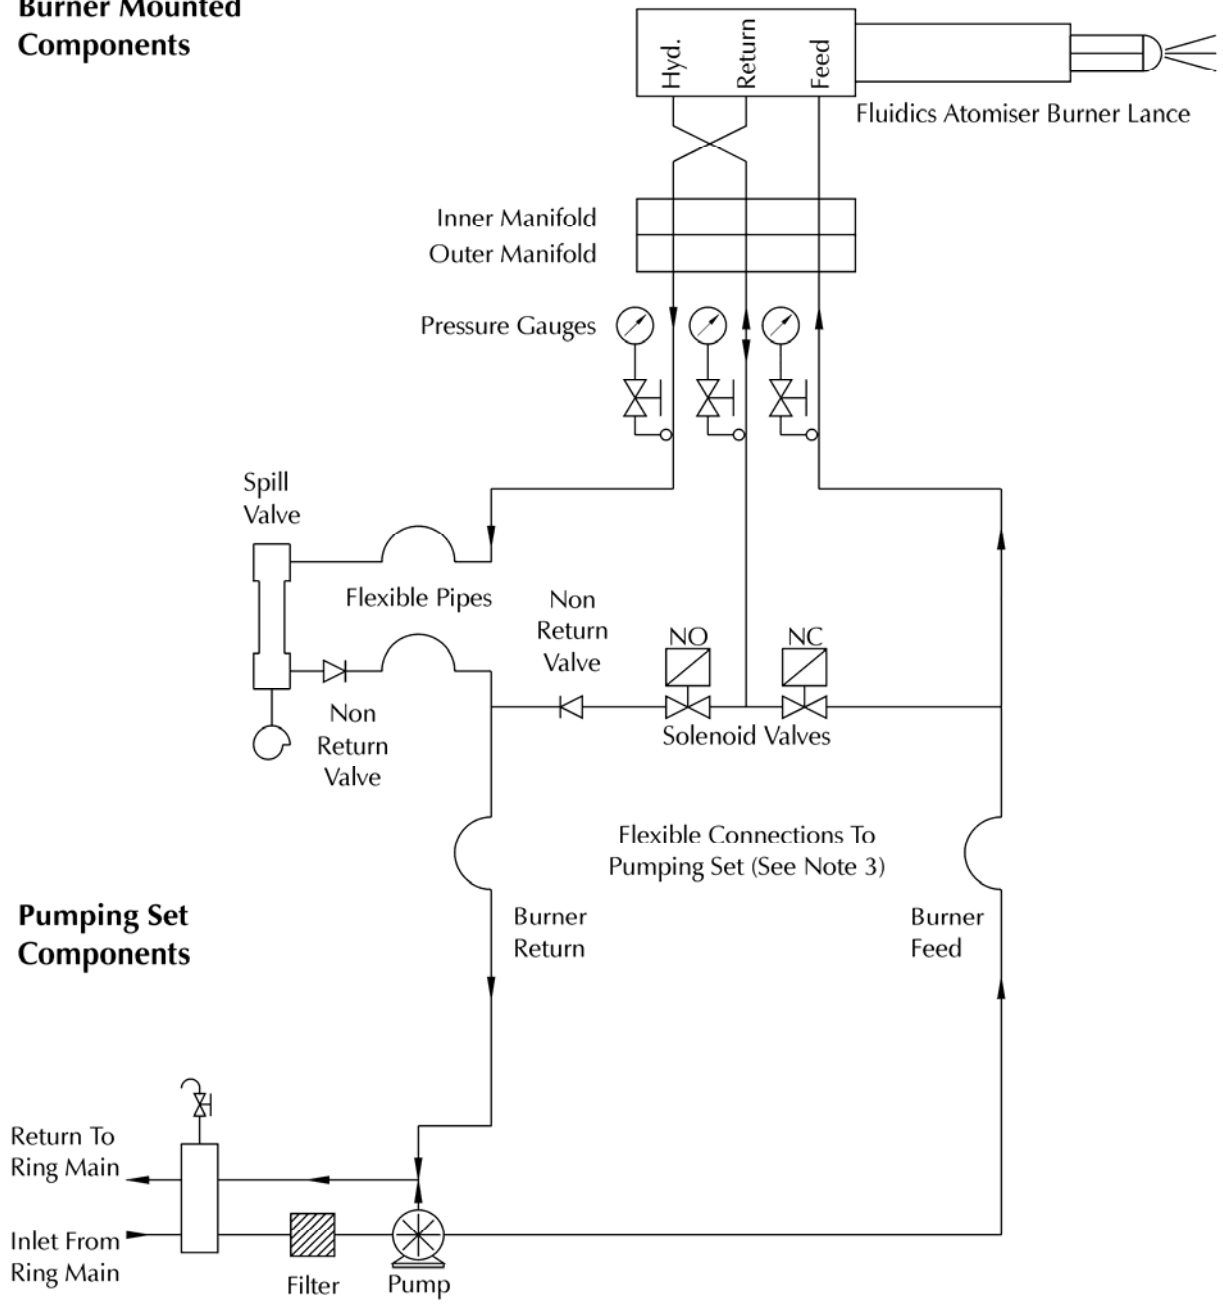 Burner Mounted
Components
Hyd.
Return
Feed
Fluidics Atomiser Burner Lance
Inner Manifold
Outer Manifold
Pressure Gauges
Spill
Valve
Flexible Pipes
Non
Return
Valve
NO
NC
Solenoid Valves
Non
Return
Valve
Flexible Connections To
Pumping Set (See Note 3)
Pumping Set
Components
Burner
Return
Burner
Feed
Return To
Ring Main
Inlet From
Ring Main
Filter
Pump